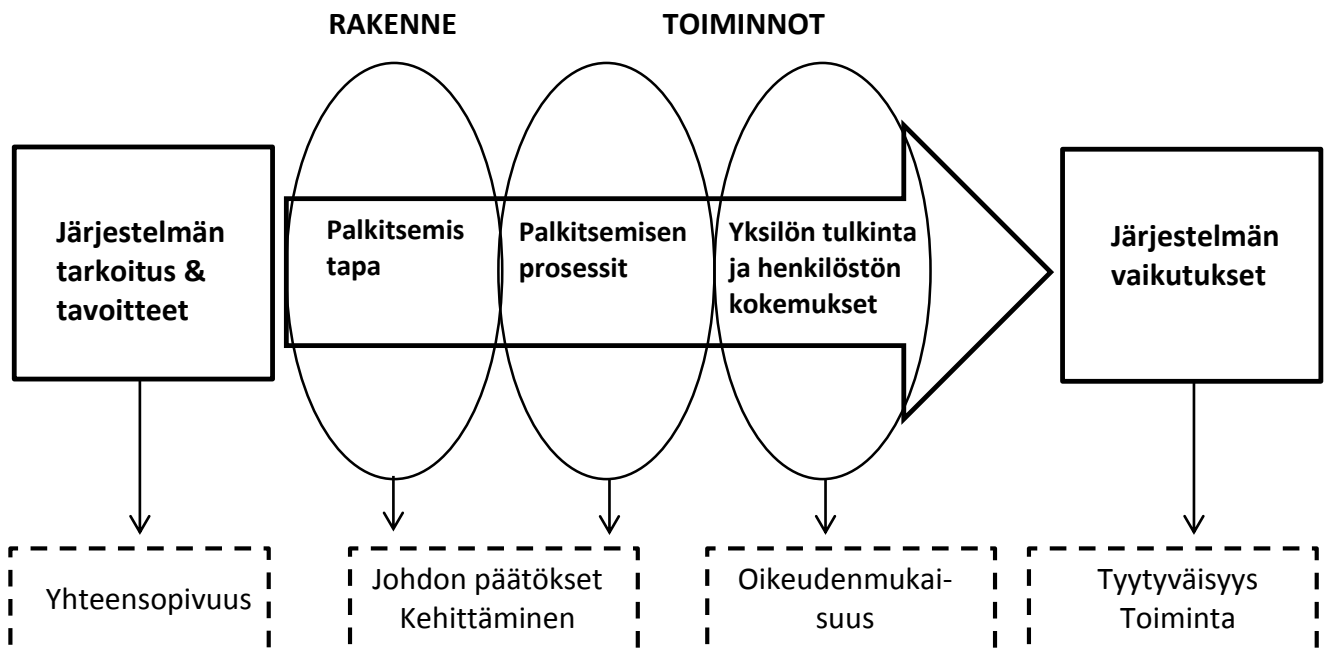 RAKENNE
TOIMINNOT
Järjestelmän
tarkoitus &
tavoitteet
Palkitsemis
tapa
Palkitsemisen
prosessit
Yksilön tulkinta
ja henkilöstön
kokemukset
Järjestelmän
vaikutukset
Yhteensopivuus
Johdon päätökset
Kehittäminen
Oikeudenmukai-
suus
Tyytyväisyys
Toiminta